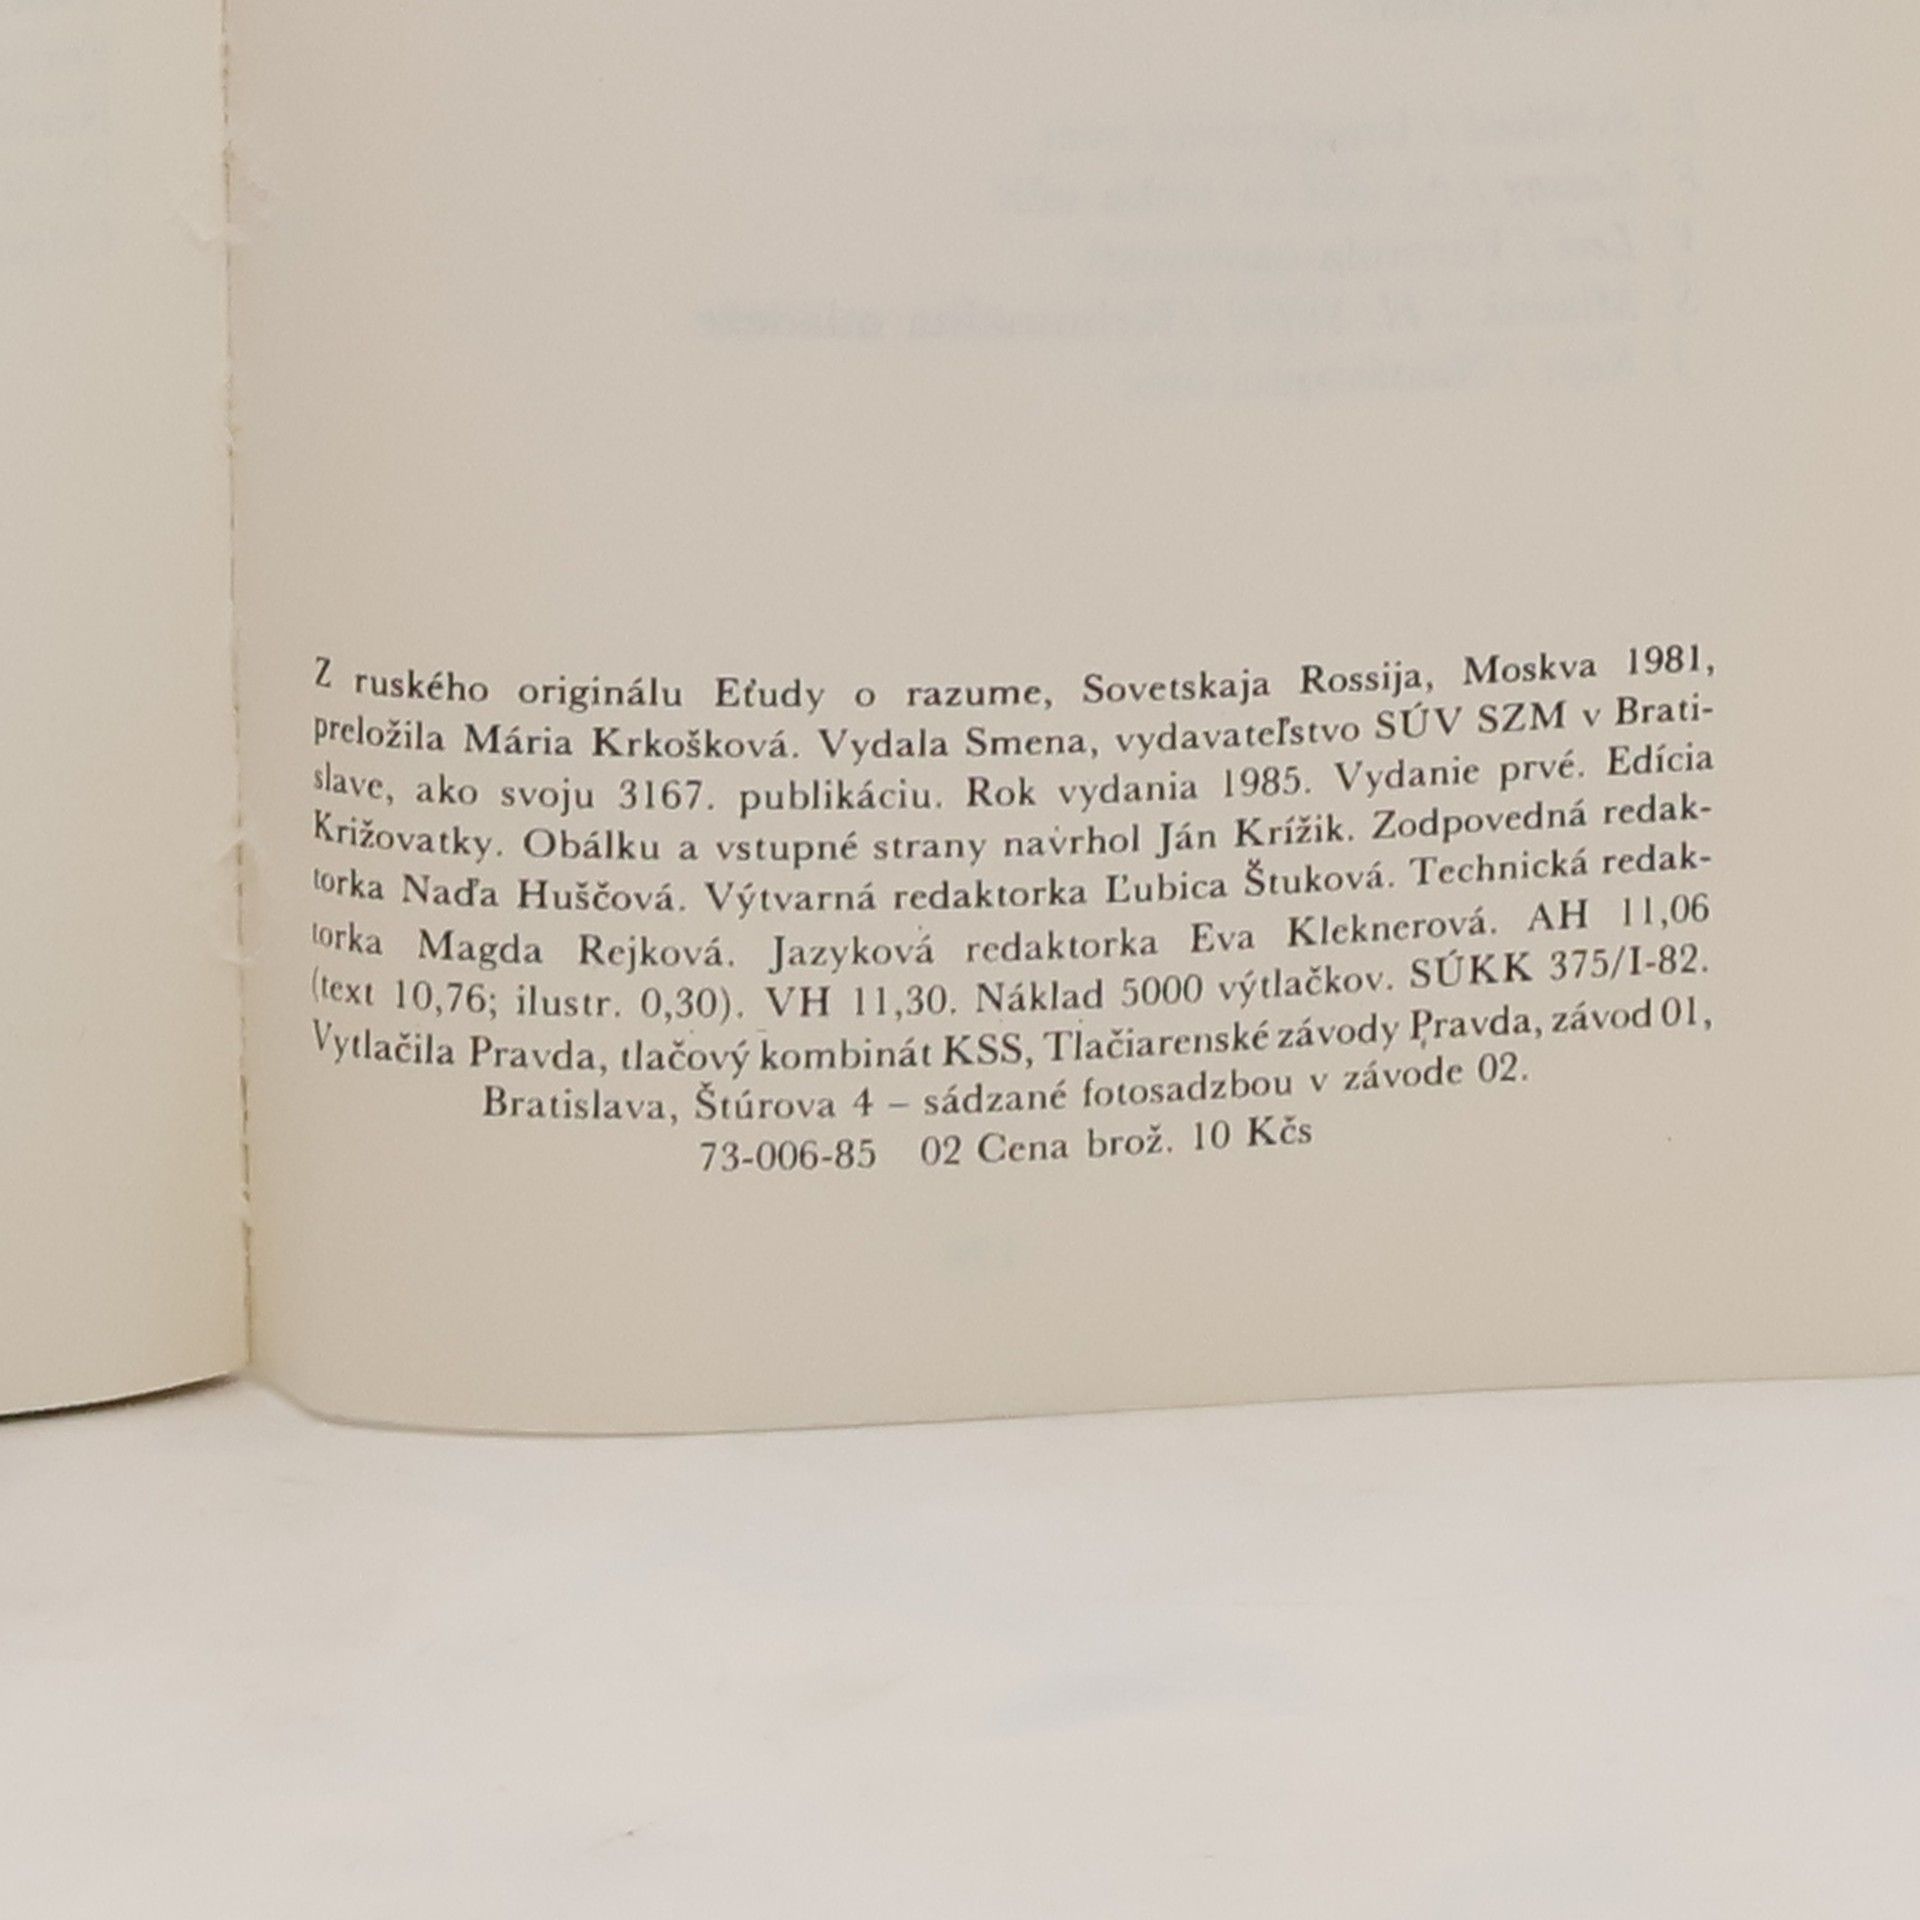 Z ruského originálu Eťudy o razume, Sovetskaja Rossija, Moskva 1981,
preložila Mária Krkošková. Vydala Smena, vydavateľstvo SÚV SZM v Brati-
slave, ako svoju 3167. publikáciu. Rok vydania 1985. Vydanie prvé. Edícia
Križovatky. Obálku a vstupné strany navrhol Ján Krížik. Zodpovedná redak-
torka Naďa Huščová. Výtvarná redaktorka Ľubica Štuková. Technická redak-
torka Magda Rejková. Jazyková redaktorka Eva Kleknerová. AH 11,06
(text 10,76; ilustr. 0,30). VH 11,30. Náklad 5000 výtlačkov. SÚKK 375/I-82.
Vytlačila Pravda, tlačový kombinát KSS, Tlačiarenské závody Pravda, závod 01,
Bratislava, Štúrova 4 – sádzané fotosadzbou v závode 02.
73-006-85 02 Cena brož. 10 Kčs